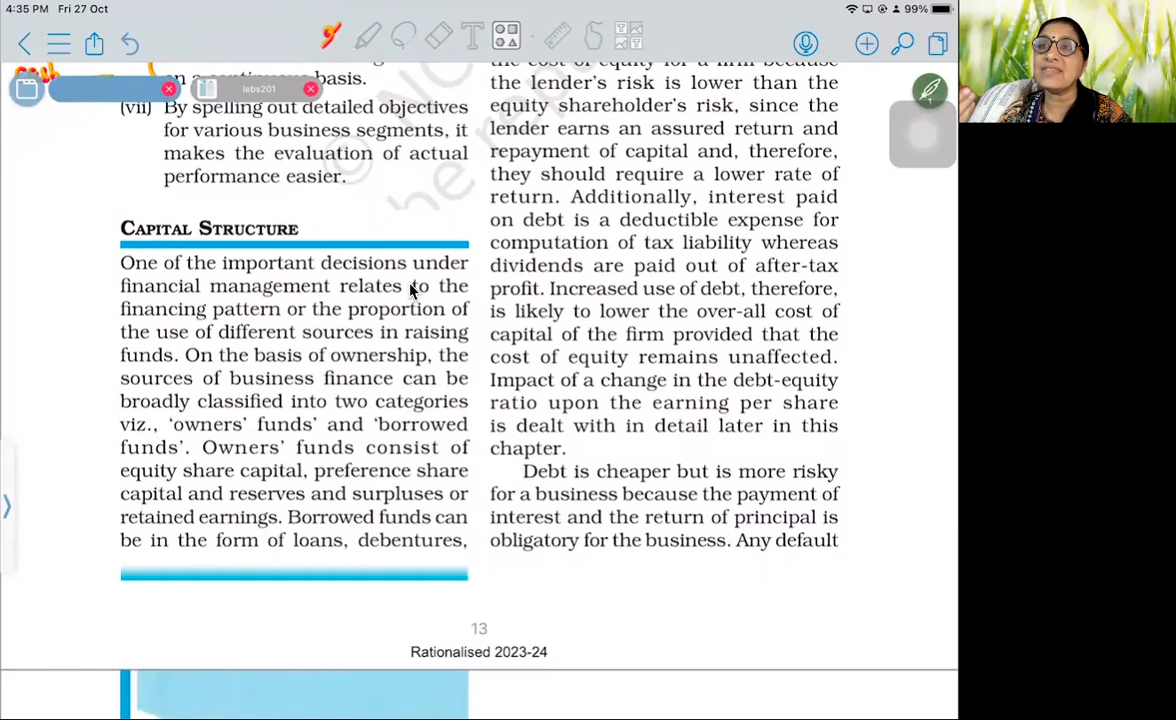 4:35 PM Fri 27 Oct
99%
lebs201
on a continuous basis.
(vii) By spelling out detailed objectives
for various business segments, it
makes the evaluation of actual
performance easier.
CAPITAL STRUCTURE
One of the important decisions under
financial management relates to the
financing pattern or the proportion of
the use of different sources in raising
funds. On the basis of ownership, the
sources of business finance can be
broadly classified into two categories
viz., ‘owners’ funds’ and ‘borrowed
funds’. Owners’ funds consist of
equity share capital, preference share
capital and reserves and surpluses or
retained earnings. Borrowed funds can
be in the form of loans, debentures,
the cost of equity for a firm because
the lender’s risk is lower than the
equity shareholder’s risk, since the
lender earns an assured return and
repayment of capital and, therefore,
they should require a lower rate of
return. Additionally, interest paid
on debt is a deductible expense for
computation of tax liability whereas
dividends are paid out of after-tax
profit. Increased use of debt, therefore,
is likely to lower the over-all cost of
capital of the firm provided that the
cost of equity remains unaffected.
Impact of a change in the debt-equity
ratio upon the earning per share
is dealt with in detail later in this
chapter.
Debt is cheaper but is more risky
for a business because the payment of
interest and the return of principal is
obligatory for the business. Any default
13
Rationalised 2023-24